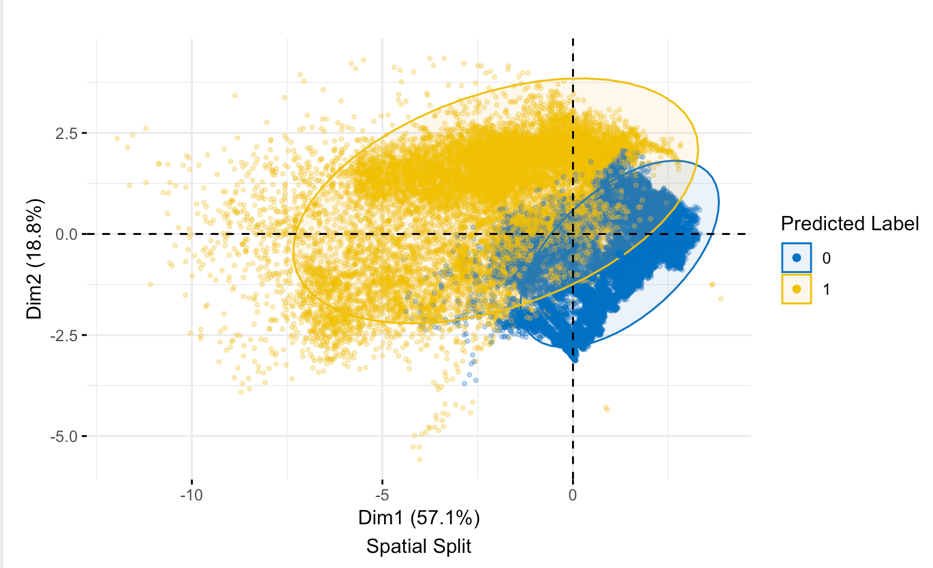 2.5
0.0
-2.5
-5.0
Dim2 (18.8%)
-10
-5
0
Dim1 (57.1%)
Spatial Split
Predicted Label
0
1